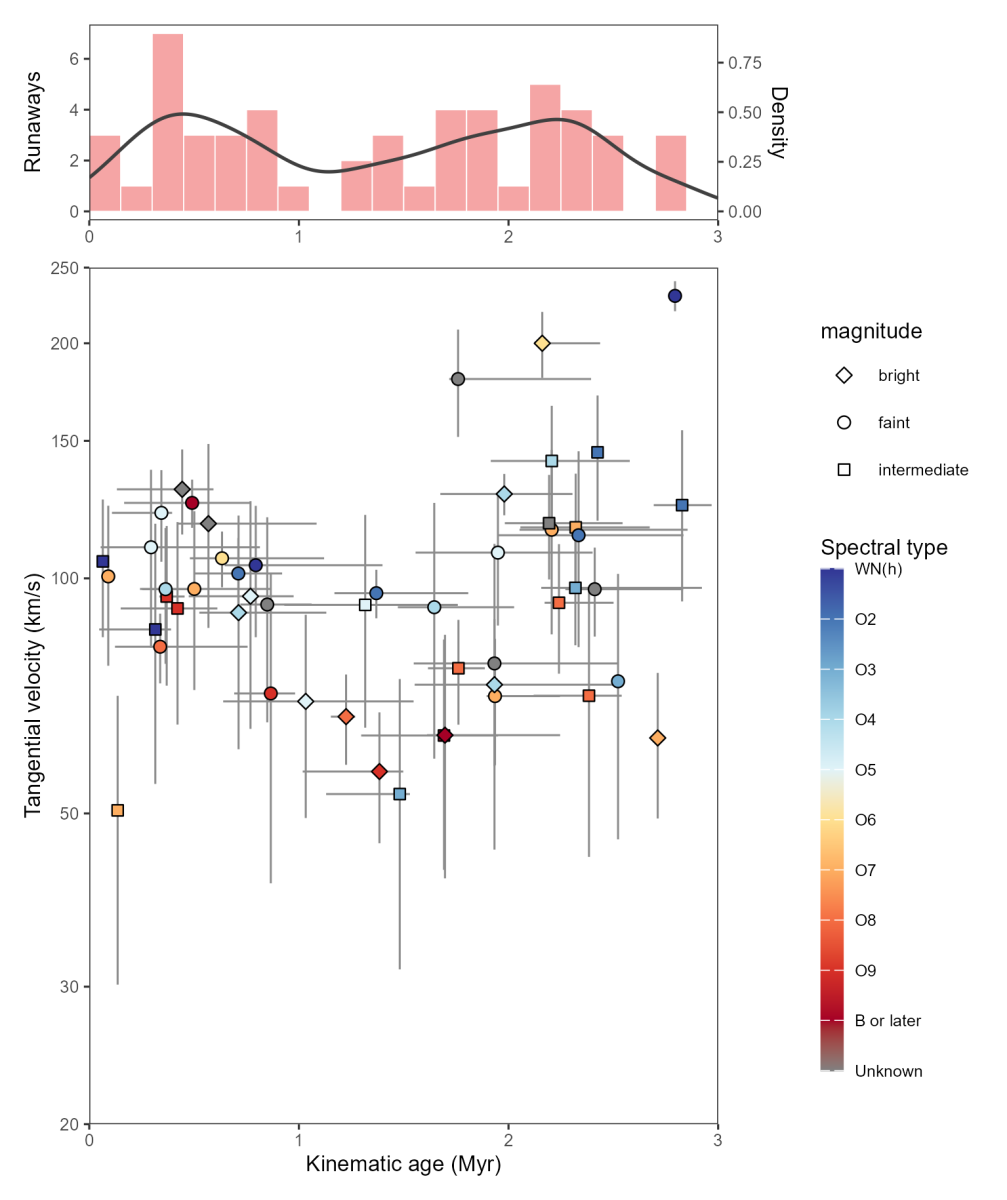 Runaways
6
4
2
0
0.75
0.50
0.25
0.00
Density
0 1 2 3
Tangential velocity (km/s)
250
200
150
100
50
30
20
0 1 2 3
Kinematic age (Myr)
magnitude
bright
faint
intermediate
Spectral type
WN(h)
O2
O3
O4
O5
O6
O7
O8
O9
B or later
Unknown